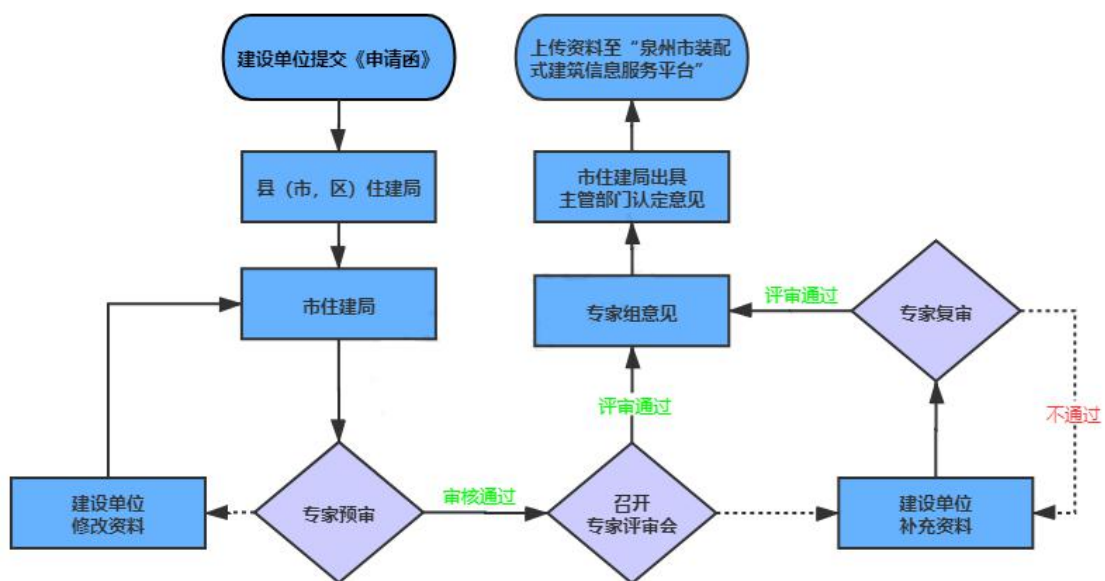 建设单位提交《申请函》
上传资料至“泉州市装配
式建筑信息服务平台”
县（市，区）住建局
市住建局出具
主管部门认定意见
市住建局
专家组意见
评审通过
专家复审
评审通过
不通过
建设单位
修改资料
专家预审
审核通过
召开
专家评审会
建设单位
补充资料